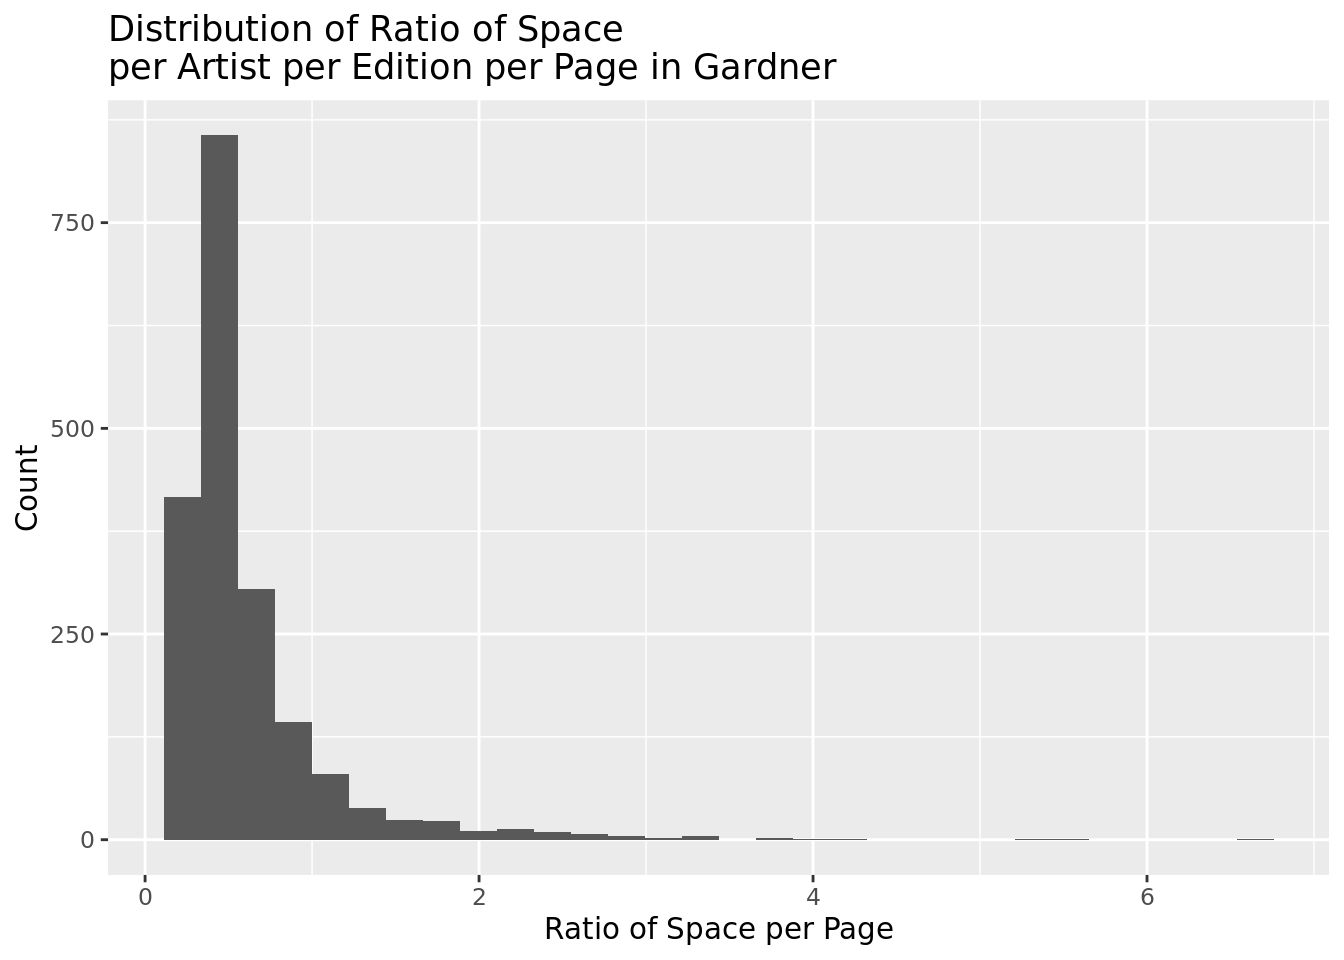 Distribution of Ratio of Space
per Artist per Edition per Page in Gardner
Count
750
500
250
0
0 2 4 6
Ratio of Space per Page